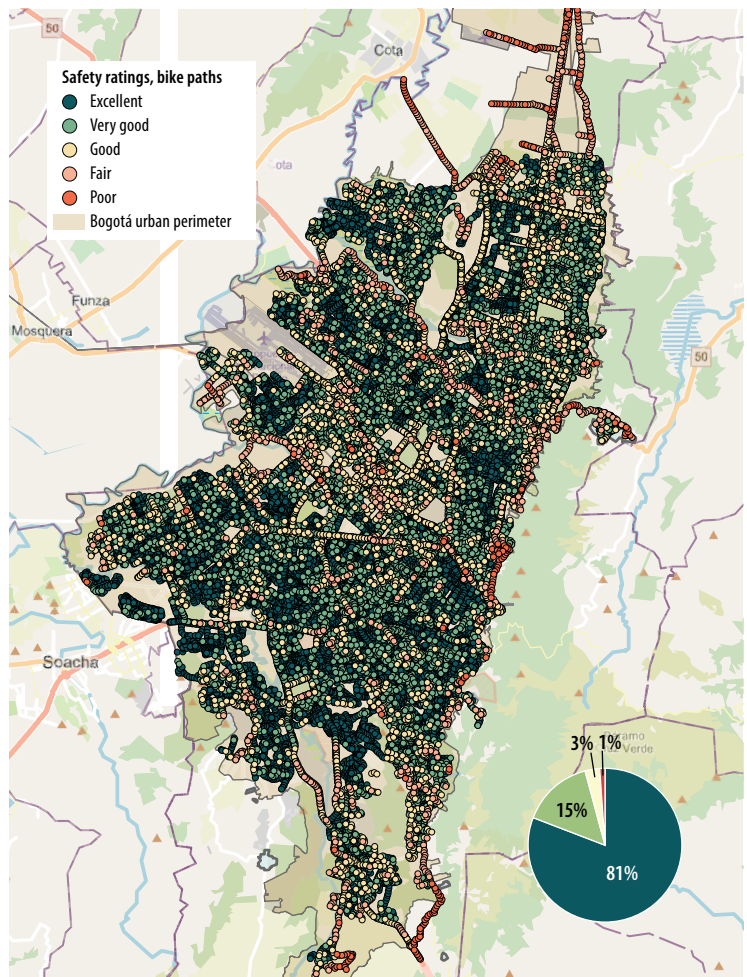 50
Cota
Safety ratings, bike paths
Excellent
Very good
Good
Fair
Poor
Bogotá urban perimeter
Funza
Mosquera
50
Soacha
3% 1%
15%
81%